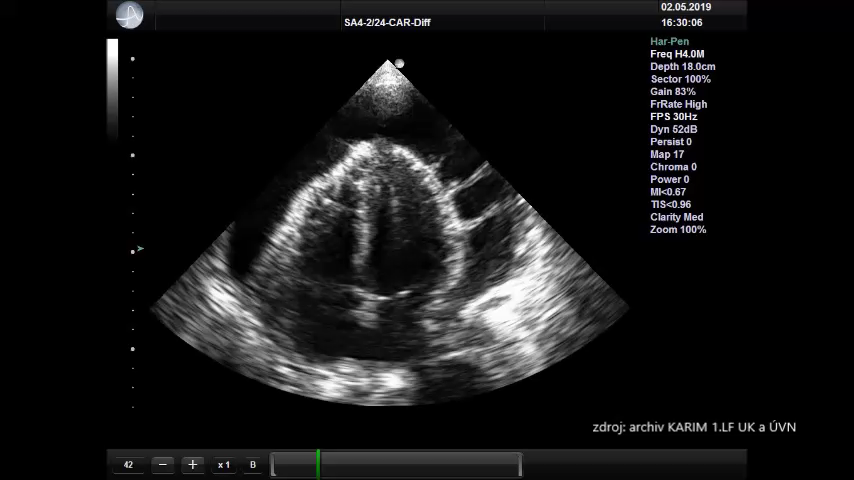 02.05.2019
SA4-2/24-CAR-Diff
16:30:06
Har-Pen
Freq H4.0M
Depth 18.0cm
Sector 100%
Gain 83%
FrRate High
FPS 30Hz
Dyn 52dB
Persist 0
Map 17
Chroma 0
Power 0
MI<0.67
TIS<0.96
Clarity Med
Zoom 100%
zdroj: archiv KARIM 1.LF UK a ÚVN
42
x 1
B